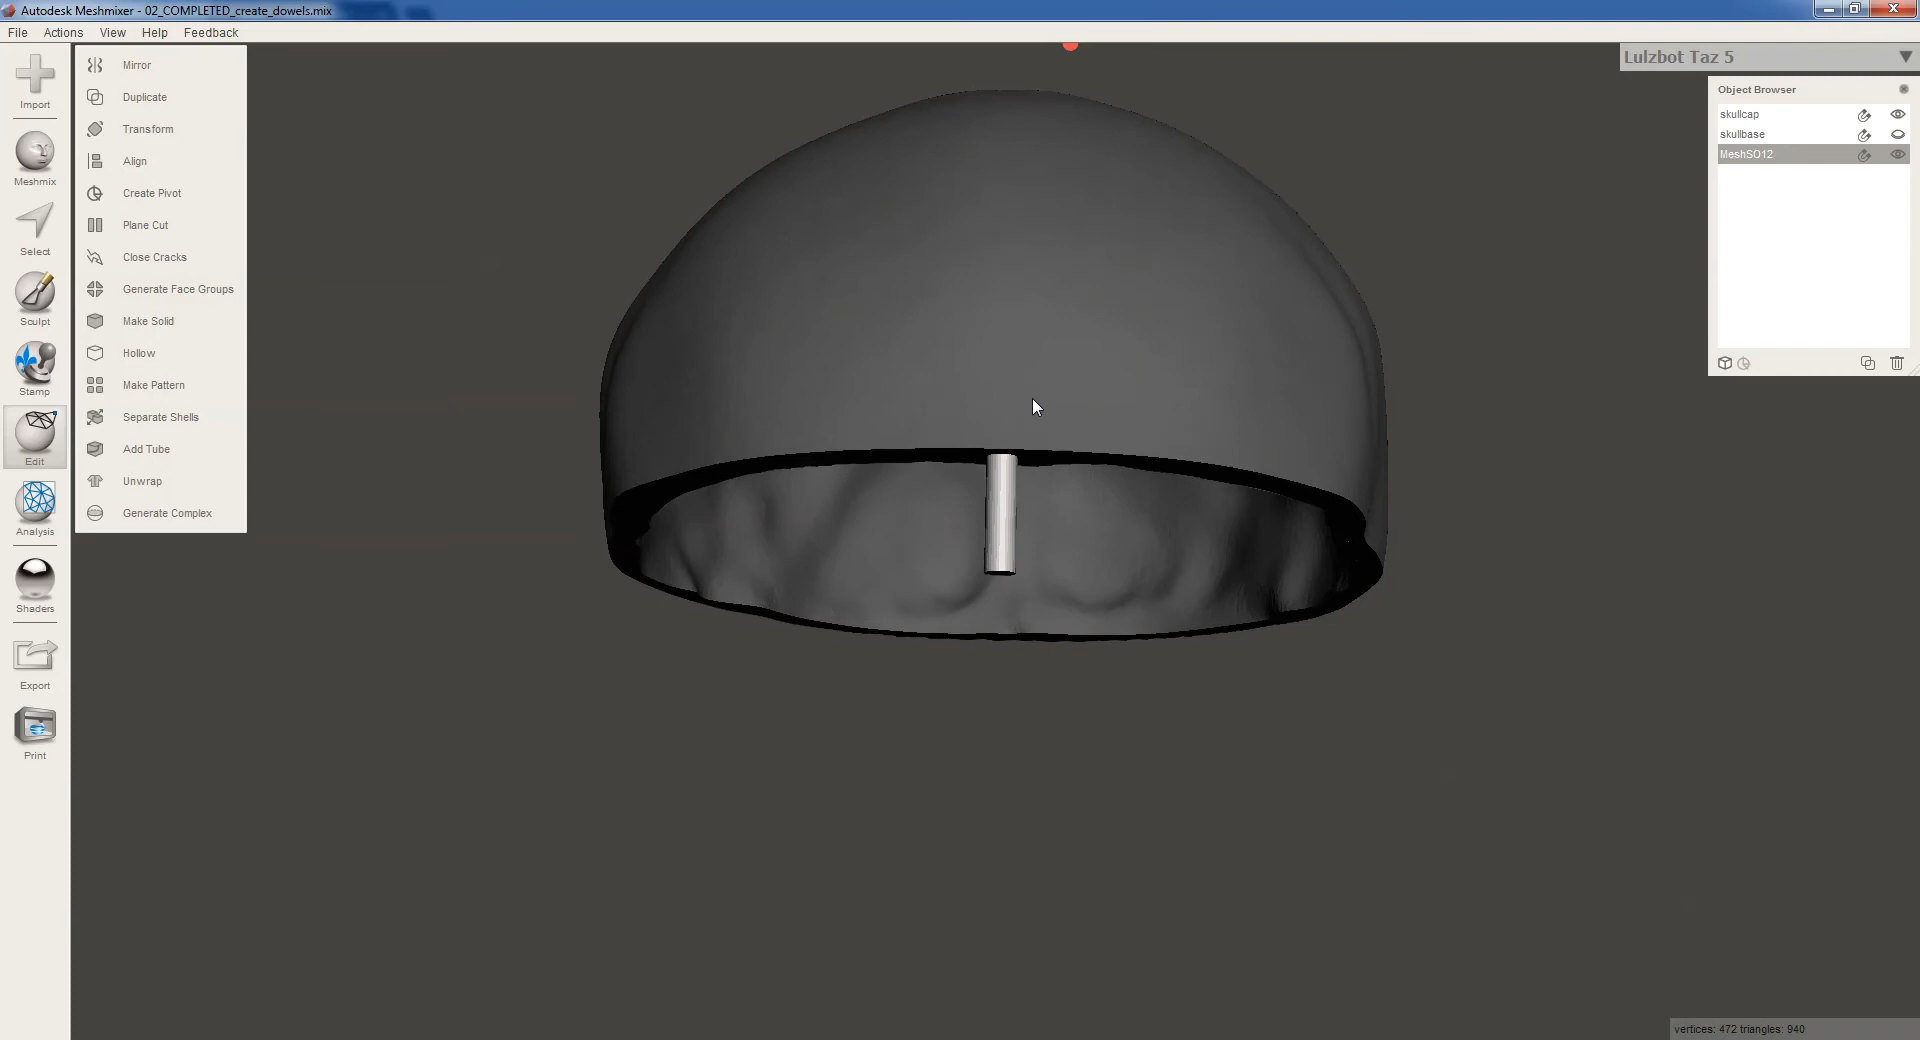 Autodesk Meshmixer - 02_COMPLETED_create_dowels.mix
File Actions View Help Feedback
Import
Meshmix
Select
Sculpt
Stamp
Edit
Analysis
Shaders
Export
Print
Mirror
Duplicate
Transform
Align
Create Pivot
Plane Cut
Close Cracks
Generate Face Groups
Make Solid
Hollow
Make Pattern
Separate Shells
Add Tube
Unwrap
Generate Complex
Lulzbot Taz 5
Object Browser
skullcap
skullbase
MeshSO12
vertices: 472 triangles: 940